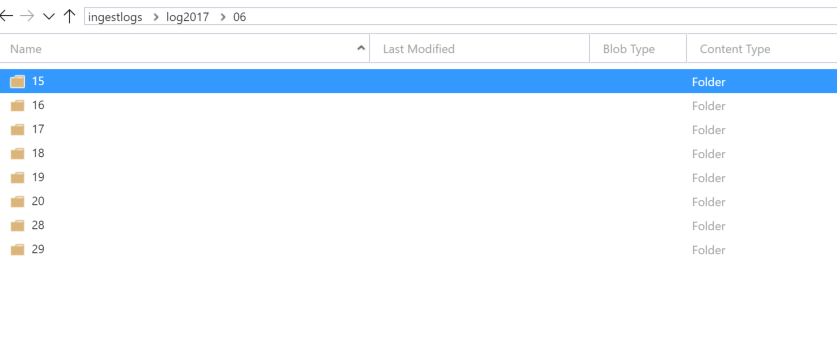 ingestlogs > log2017 > 06
Name Last Modified Blob Type Content Type
15 Folder
16 Folder
17 Folder
18 Folder
19 Folder
20 Folder
28 Folder
29 Folder